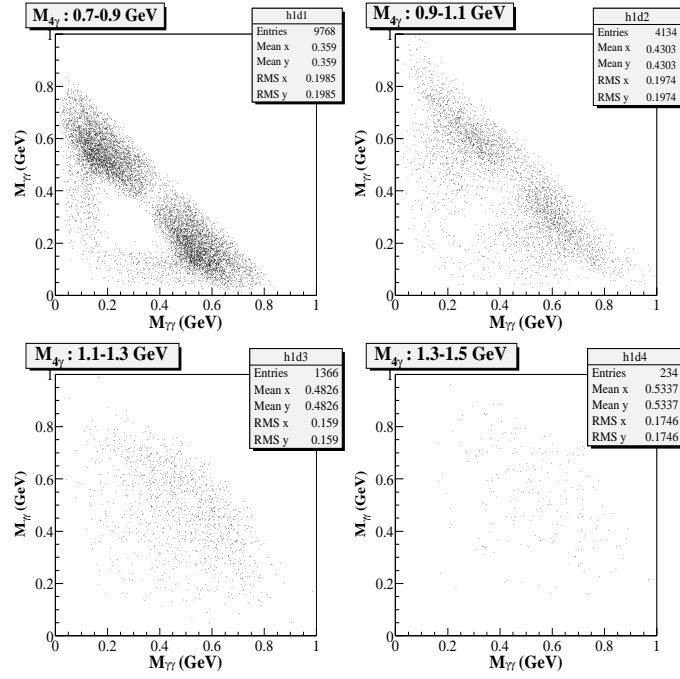 M4γ : 0.7-0.9 GeV
h1d1
Entries 9768
Mean x 0.359
Mean y 0.359
RMS x 0.1985
RMS y 0.1985
Mγγ (GeV)
1
0.8
0.6
0.4
0.2
0
0 0.2 0.4 0.6 0.8 1
Mγγ (GeV)
M4γ : 0.9-1.1 GeV
h1d2
Entries 4134
Mean x 0.4303
Mean y 0.4303
RMS x 0.1974
RMS y 0.1974
Mγγ (GeV)
1
0.8
0.6
0.4
0.2
0
0 0.2 0.4 0.6 0.8 1
Mγγ (GeV)
M4γ : 1.1-1.3 GeV
h1d3
Entries 1366
Mean x 0.4826
Mean y 0.4826
RMS x 0.159
RMS y 0.159
Mγγ (GeV)
1
0.8
0.6
0.4
0.2
0
0 0.2 0.4 0.6 0.8 1
Mγγ (GeV)
M4γ : 1.3-1.5 GeV
h1d4
Entries 234
Mean x 0.5337
Mean y 0.5337
RMS x 0.1746
RMS y 0.1746
Mγγ (GeV)
1
0.8
0.6
0.4
0.2
0
0 0.2 0.4 0.6 0.8 1
Mγγ (GeV)